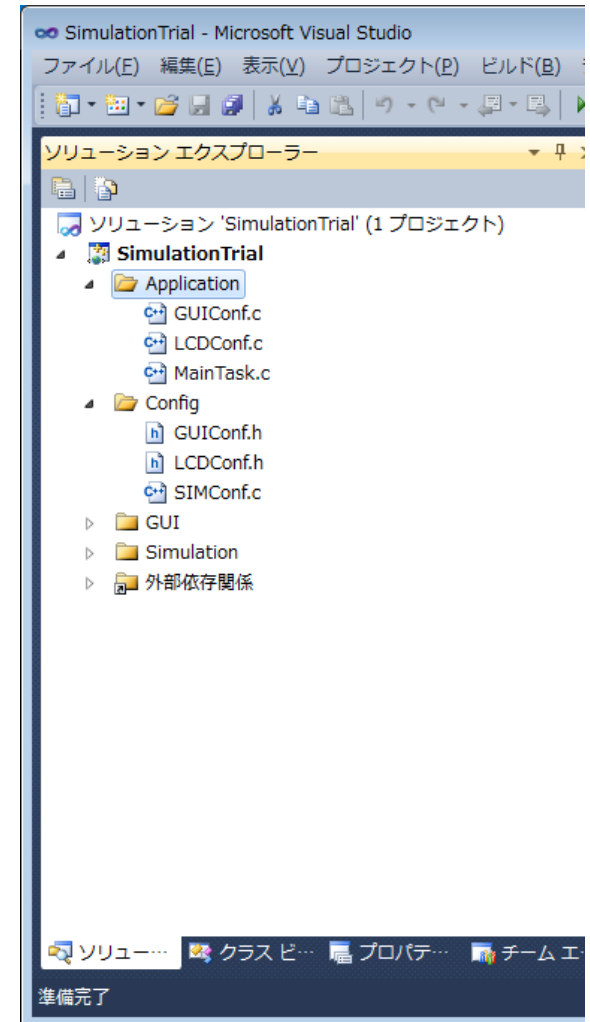 SimulationTrial - Microsoft Visual Studio
ファイル(F) 編集(E) 表示(V) プロジェクト(P) ビルド(B)
ソリューション エクスプローラー
ソリューション 'SimulationTrial' (1 プロジェクト)
SimulationTrial
Application
GUIConf.c
LCDConf.c
MainTask.c
Config
GUIConf.h
LCDConf.h
SIMConf.c
GUI
Simulation
外部依存関係
ソリュー… クラス ビ… プロパテ… チーム エ
準備完了